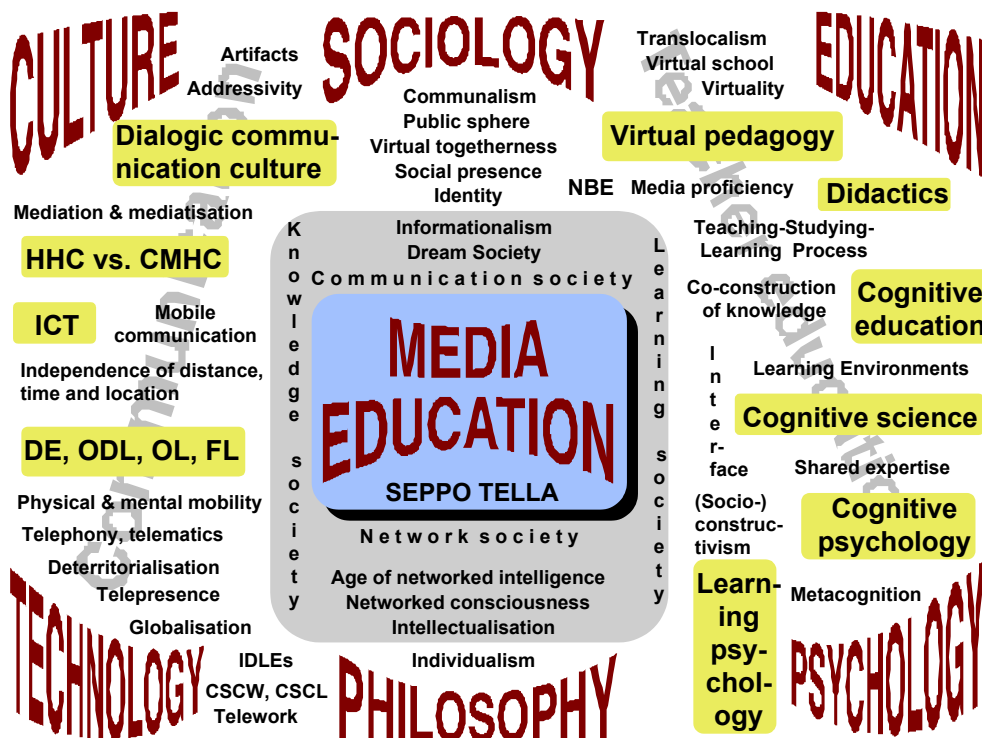 CULTURE
SOCIOLOGY
EDUCATION
Artifacts
Addressivity
Communalism
Public sphere
Virtual togetherness
Social presence
Identity
Translocalism
Virtual school
Virtuality
Communication
Teacher education
Dialogic commu-
nication culture
Virtual pedagogy
NBE
Media proficiency
Didactics
Mediation & mediatisation
HHC vs. CMHC
ICT
Mobile
communication
Independence of distance,
time and location
DE, ODL, OL, FL
Physical & mental mobility
Telephony, telematics
Deterritorialisation
Telepresence
Globalisation
Knowledge society
Informationalism
Dream Society
Communication society
Learning society
MEDIA
EDUCATION
SEPPO TELLA
Network society
Age of networked intelligence
Networked consciousness
Intellectualisation
Teaching-Studying-
Learning Process
Co-construction
of knowledge
Cognitive
education
I
n
t
e
r-
face
Learning Environments
Cognitive science
Shared expertise
(Socio-)
construc-
tivism
Cognitive
psychology
Learn-
ing
psy-
chol-
ogy
Metacognition
TECHNOLOGY
IDLEs
CSCW, CSCL
Telework
Individualism
PHILOSOPHY
PSYCHOLOGY